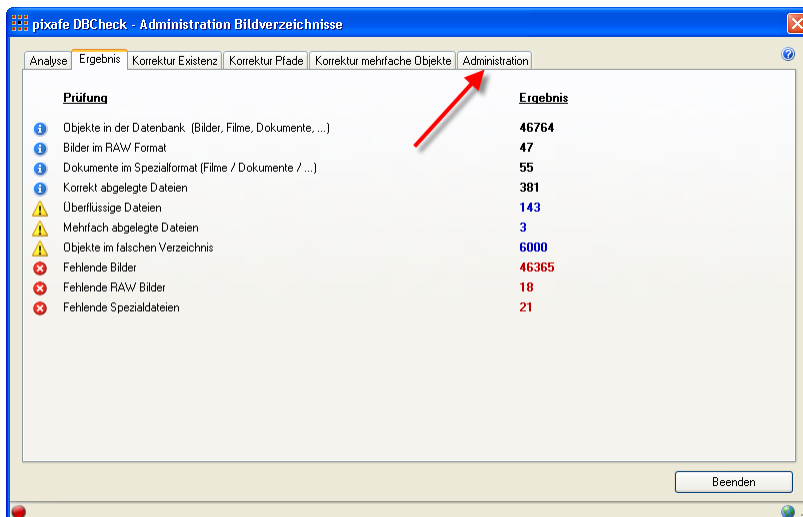 pixafe DBCheck - Administration Bildverzeichnisse
Analyse Ergebnis Korrektur Existenz Korrektur Pfade Korrektur mehrfache Objekte Administration
Prüfung Ergebnis
Objekte in der Datenbank (Bilder, Filme, Dokumente, ...) 46764
Bilder im RAW Format 47
Dokumente im Spezialformat (Filme / Dokumente / ...) 55
Korrekt abgelegte Dateien 381
Überflüssige Dateien 143
Mehrfach abgelegte Dateien 3
Objekte im falschen Verzeichnis 6000
Fehlende Bilder 46365
Fehlende RAW Bilder 18
Fehlende Spezialdateien 21
Beenden